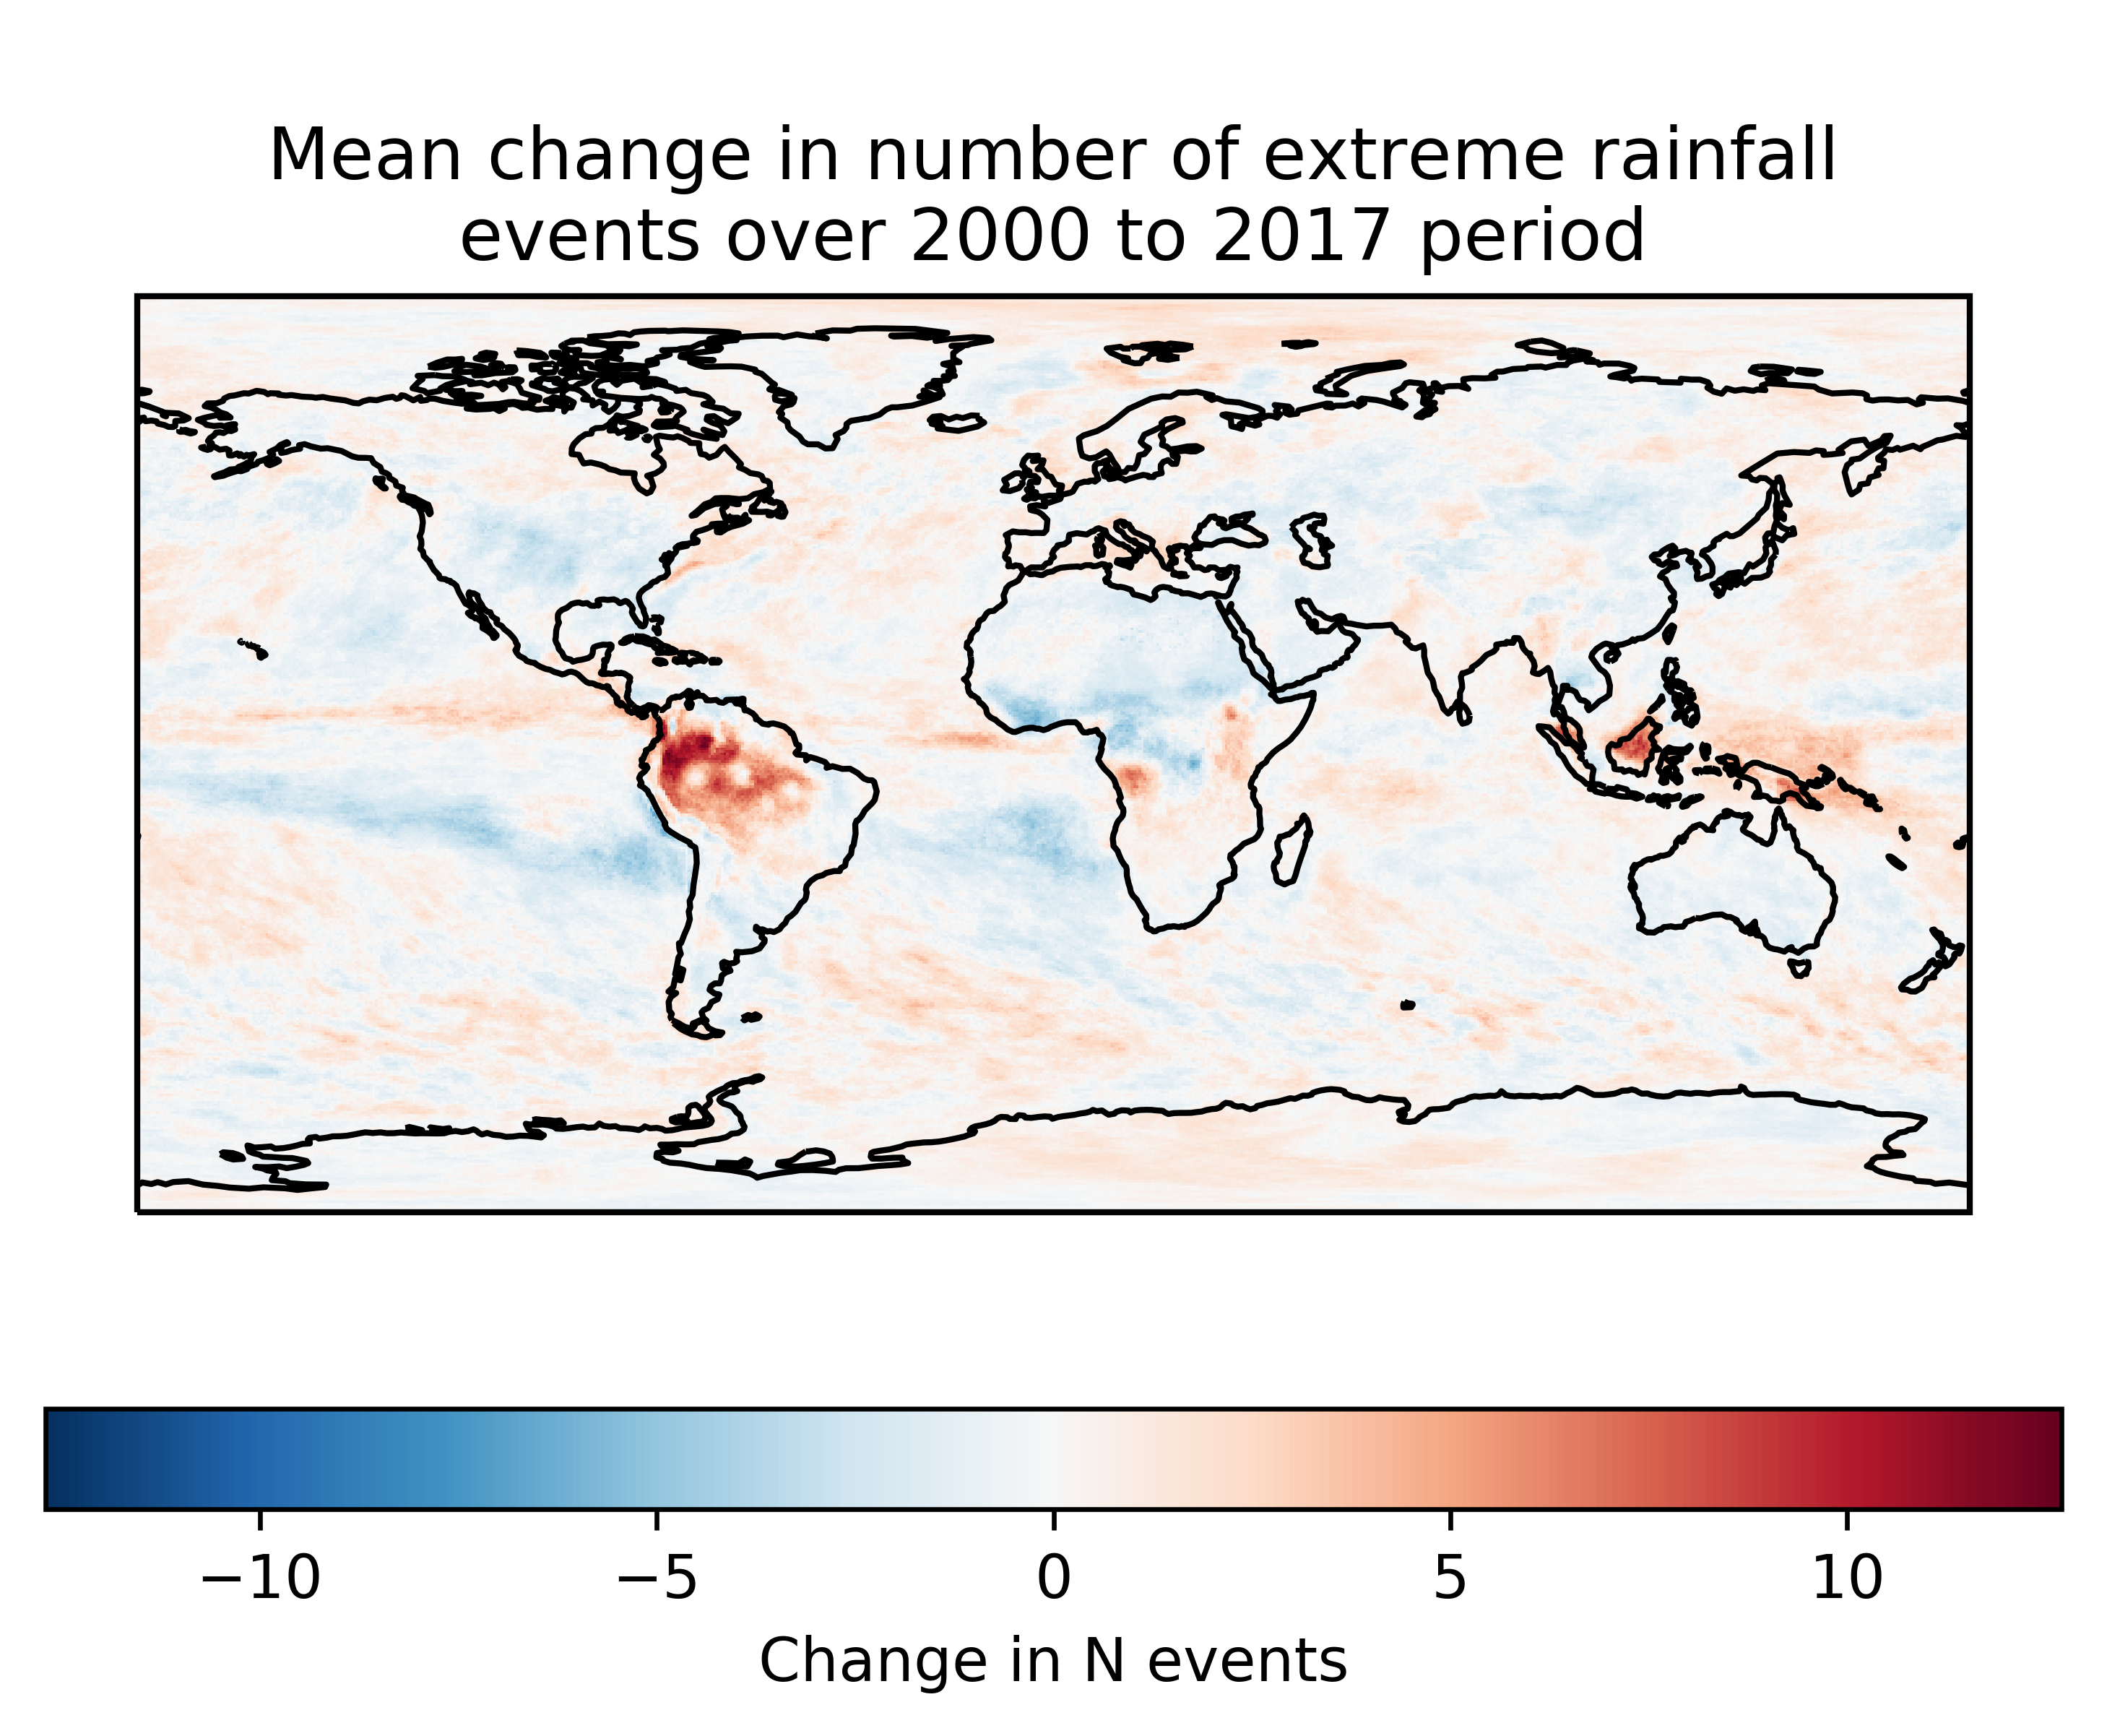 Mean change in number of extreme rainfall
events over 2000 to 2017 period
−10 −5 0 5 10
Change in N events